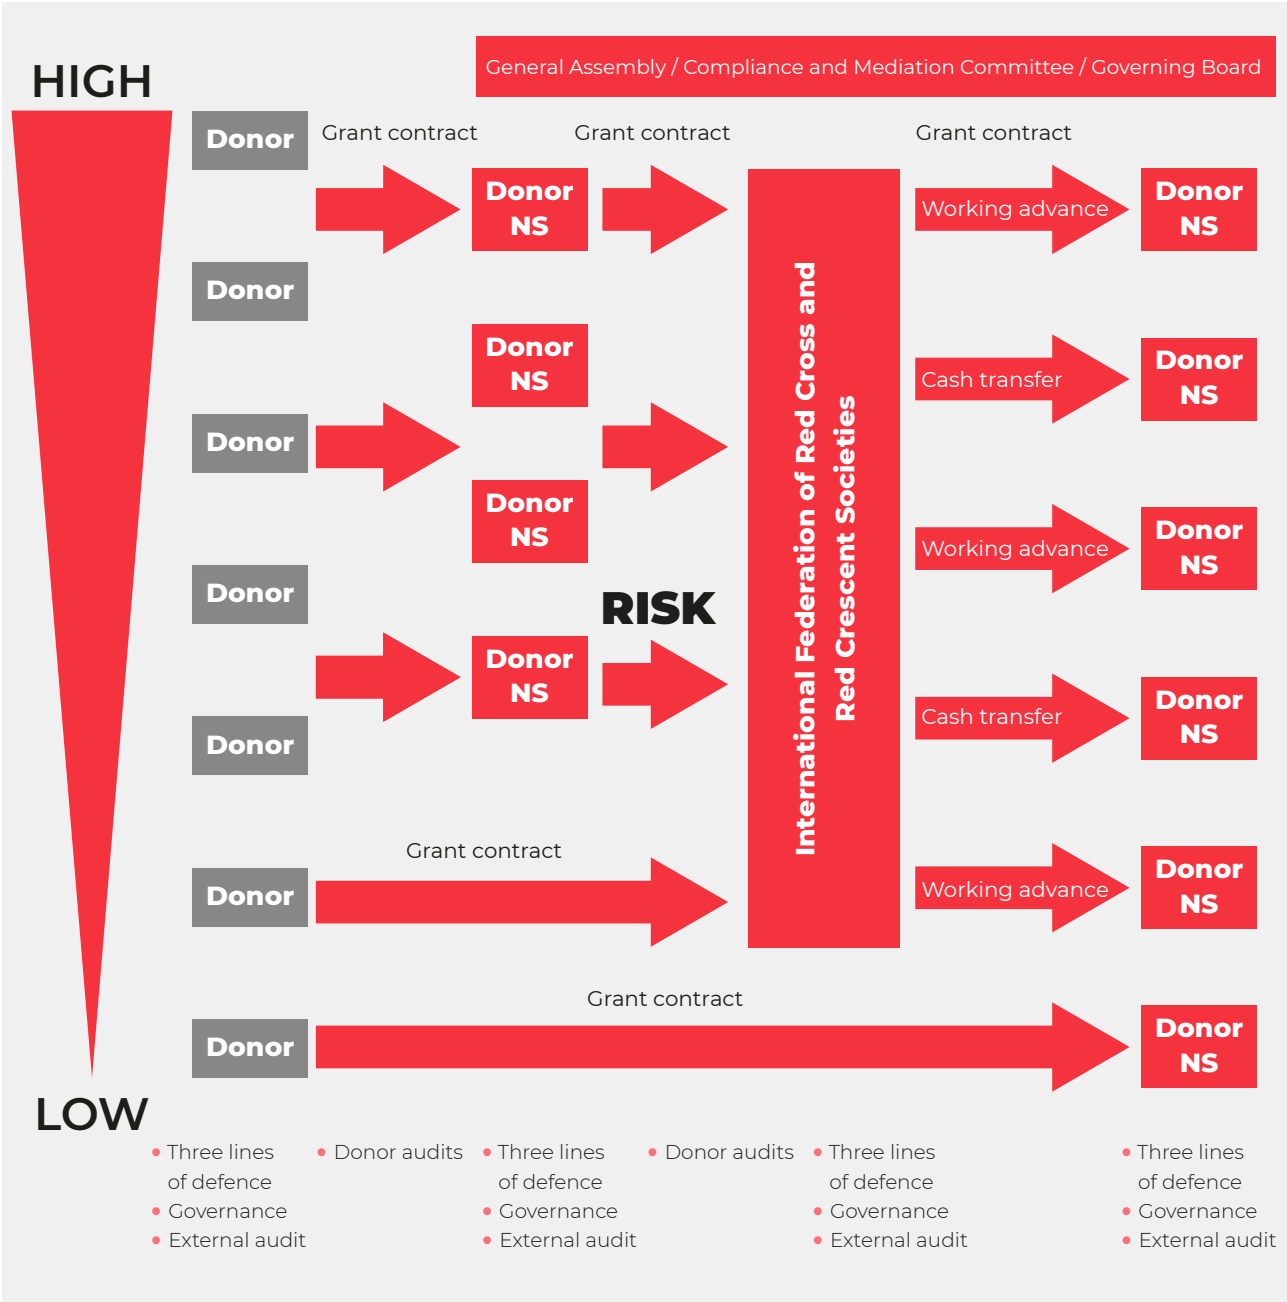 HIGH
General Assembly / Compliance and Mediation Committee / Governing Board
Donor
Grant contract
Grant contract
Grant contract
Donor
NS
Working advance
Donor
NS
Donor
Donor
NS
Cash transfer
Donor
NS
Donor
Donor
NS
Working advance
Donor
NS
Donor
RISK
International Federation of Red Cross and
Red Crescent Societies
Donor
NS
Cash transfer
Donor
NS
Donor
Grant contract
Donor
Working advance
Donor
NS
Grant contract
Donor
Donor
NS
LOW
• Three lines
of defence
• Governance
• External audit
• Donor audits
• Three lines
of defence
• Governance
• External audit
• Donor audits
• Three lines
of defence
• Governance
• External audit
• Three lines
of defence
• Governance
• External audit